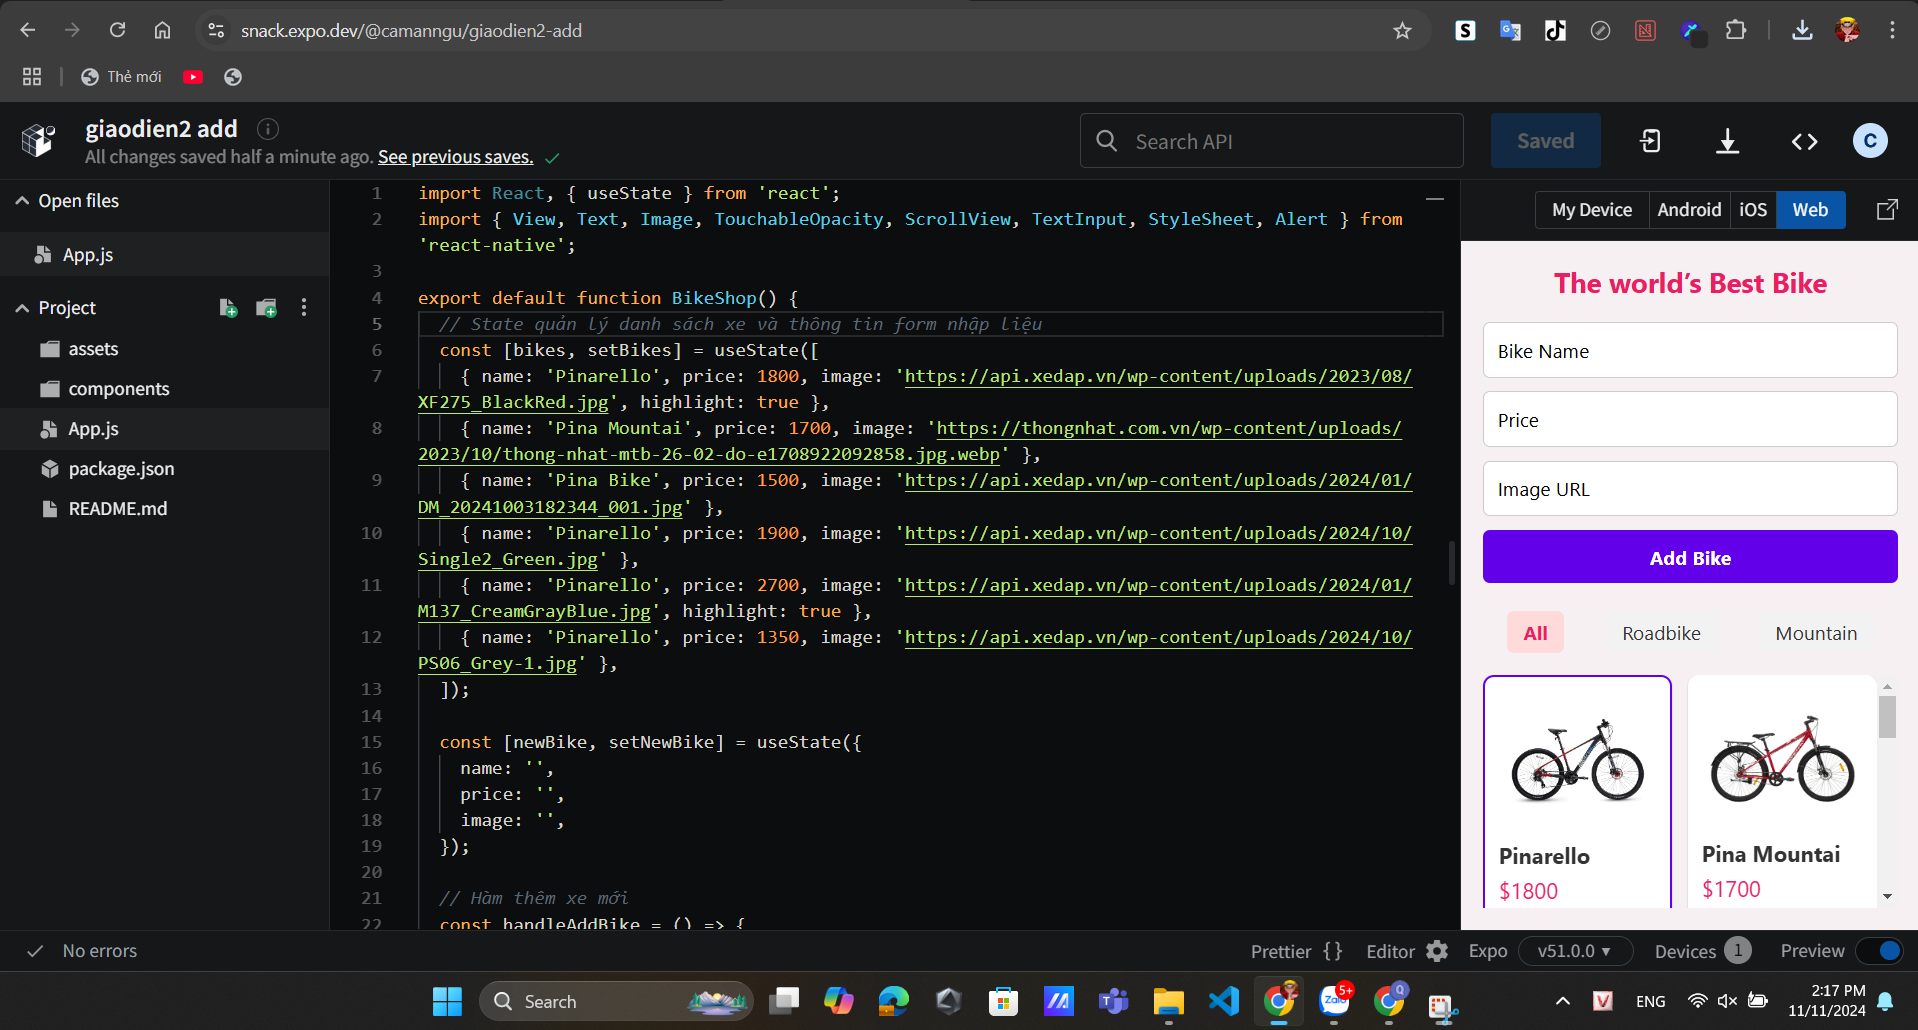 snack.expo.dev/@camanngu/giaodien2-add
Thẻ mới
giaodien2 add
All changes saved half a minute ago. See previous saves.
Search API
Saved
C
Open files
App.js
Project
assets
components
App.js
package.json
README.md
1 import React, { useState } from 'react';
2 import { View, Text, Image, TouchableOpacity, ScrollView, TextInput, StyleSheet, Alert } from
'react-native';
3
4 export default function BikeShop() {
5 // State quản lý danh sách xe và thông tin form nhập liệu
6 const [bikes, setBikes] = useState([
7 { name: 'Pinarello', price: 1800, image: 'https://api.xedap.vn/wp-content/uploads/2023/08/
XF275_BlackRed.jpg', highlight: true },
8 { name: 'Pina Mountai', price: 1700, image: 'https://thongnhat.com.vn/wp-content/uploads/
2023/10/thong-nhat-mtb-26-02-do-e1708922092858.jpg.webp' },
9 { name: 'Pina Bike', price: 1500, image: 'https://api.xedap.vn/wp-content/uploads/2024/01/
DM_20241003182344_001.jpg' },
10 { name: 'Pinarello', price: 1900, image: 'https://api.xedap.vn/wp-content/uploads/2024/10/
Single2_Green.jpg' },
11 { name: 'Pinarello', price: 2700, image: 'https://api.xedap.vn/wp-content/uploads/2024/01/
M137_CreamGrayBlue.jpg', highlight: true },
12 { name: 'Pinarello', price: 1350, image: 'https://api.xedap.vn/wp-content/uploads/2024/10/
PS06_Grey-1.jpg' },
13 ]);
14
15 const [newBike, setNewBike] = useState({
16 name: '',
17 price: '',
18 image: '',
19 });
20
21 // Hàm thêm xe mới
22 const handleAddBike = () => {
My Device Android iOS Web
The world’s Best Bike
Bike Name
Price
Image URL
Add Bike
All Roadbike Mountain
Pinarello
$1800
Pina Mountai
$1700
No errors
Prettier {} Editor Expo v51.0.0 Devices 1 Preview
Search
Zalo
5+
Q
ENG
2:17 PM
11/11/2024